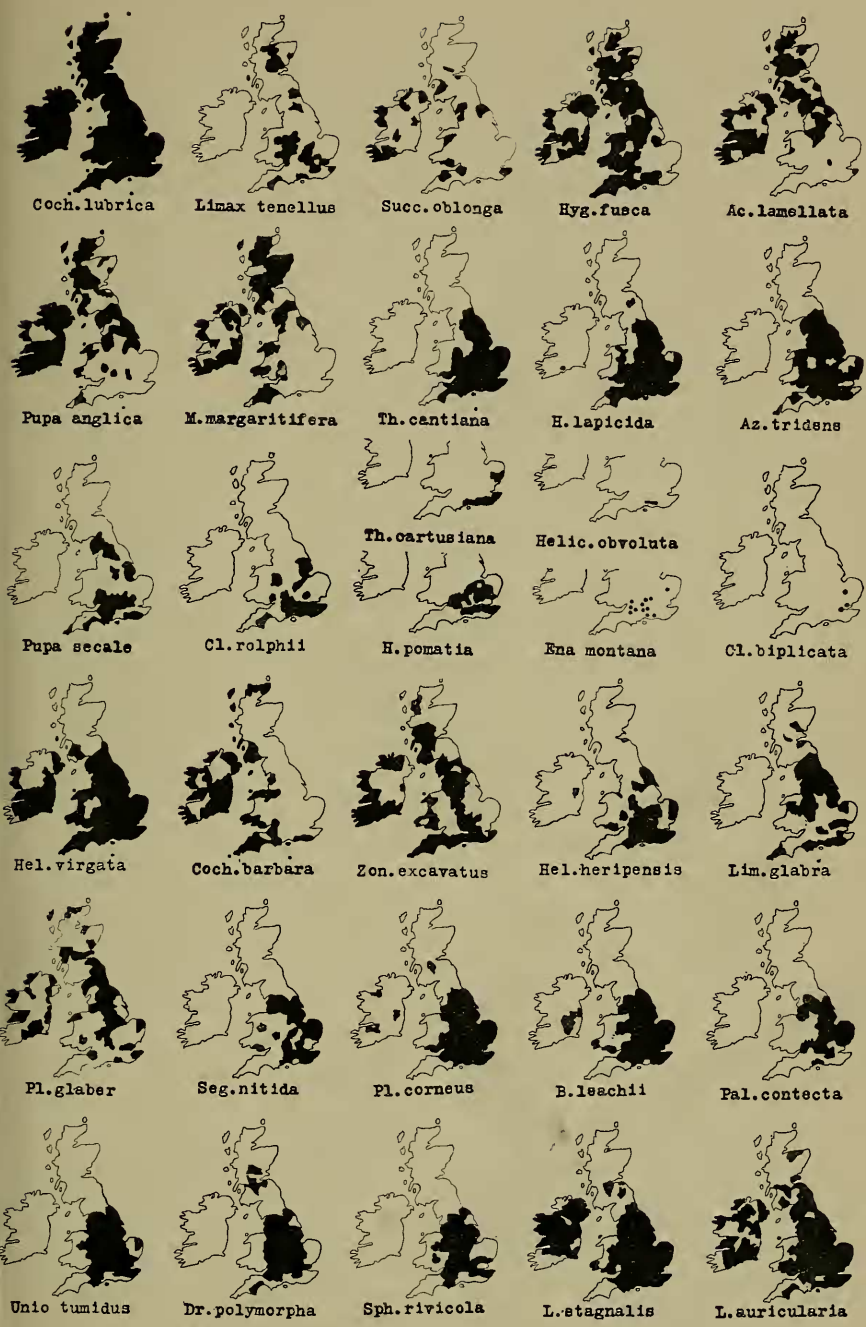 Coch.lubrica
Limax tenellus
Succ.oblonga
Hyg.fusca
Ac.lamellata
Pupa anglica
M.margaritifera
Th.cantiana
H.lapicida
Az.tridens
Th.cartusiana
Helic.obvoluta
Pupa secale
Cl.rolphii
H.pomatia
Ena montana
Cl.biplicata
Hel.virgata
Coch.barbara
Zon.excavatus
Hel.heripensis
Lim.glabra
Pl.glaber
Seg.nitida
Pl.corneus
B.leachii
Pal.contecta
Unio tumidus
Dr.polymorpha
Sph.rivicola
L.stagnalis
L.auricularia